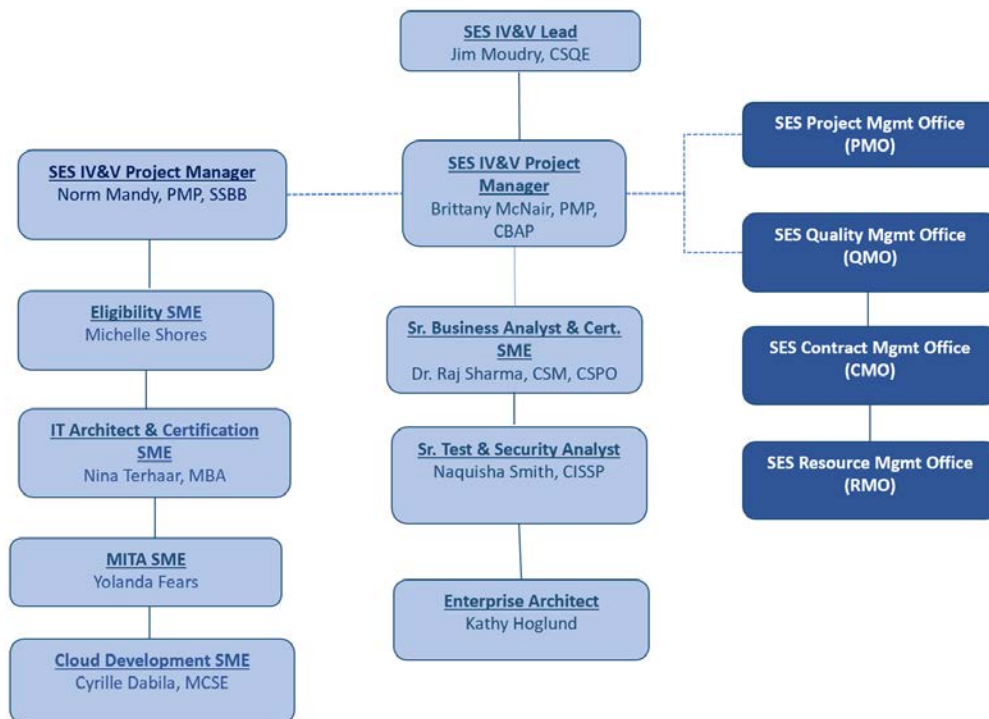 SES IV&V Lead
Jim Moudry, CSQE
SES Project Mgmt Office
(PMO)
SES IV&V Project Manager
Norm Mandy, PMP, SSBB
SES IV&V Project
Manager
Brittany McNair, PMP,
CBAP
SES Quality Mgmt Office
(QMO)
Eligibility SME
Michelle Shores
Sr. Business Analyst & Cert.
SME
Dr. Raj Sharma, CSM, CSPO
SES Contract Mgmt Office
(CMO)
IT Architect & Certification
SME
Nina Terhaar, MBA
Sr. Test & Security Analyst
Naquisha Smith, CISSP
SES Resource Mgmt Office
(RMO)
MITA SME
Yolanda Fears
Enterprise Architect
Kathy Hoglund
Cloud Development SME
Cyrille Dabila, MCSE